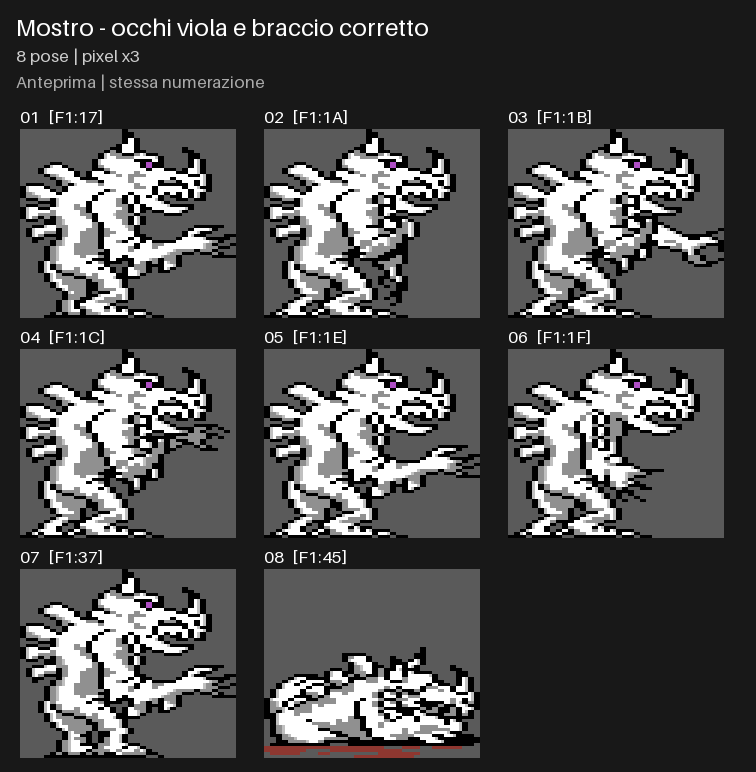 Mostro - occhi viola e braccio corretto
8 pose | pixel x3
Anteprima | stessa numerazione
01 [F1:17]
02 [F1:1A]
03 [F1:1B]
04 [F1:1C]
05 [F1:1E]
06 [F1:1F]
07 [F1:37]
08 [F1:45]